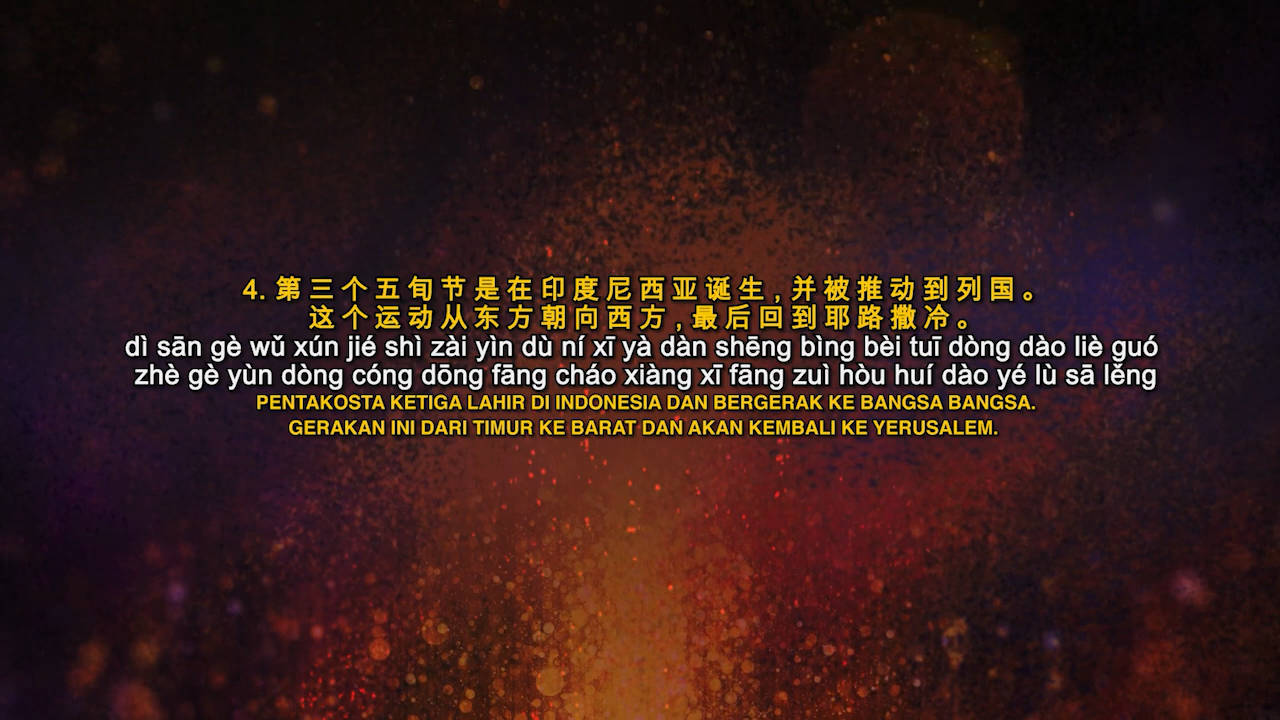 4. 第三个五旬节是在印度尼西亚诞生,并被推动到列国。
这个运动从东方朝向西方,最后回到耶路撒冷。
dì sān gè wǔ xún jié shì zài yìn dù ní xī yà dàn shēng bìng bèi tuī dòng dào liè guó
zhè gè yùn dòng cóng dōng fāng cháo xiàng xī fāng zuì hòu huí dào yé lù sā lěng
PENTAKOSTA KETIGA LAHIR DI INDONESIA DAN BERGERAK KE BANGSA BANGSA.
GERAKAN INI DARI TIMUR KE BARAT DAN AKAN KEMBALI KE YERUSALEM.